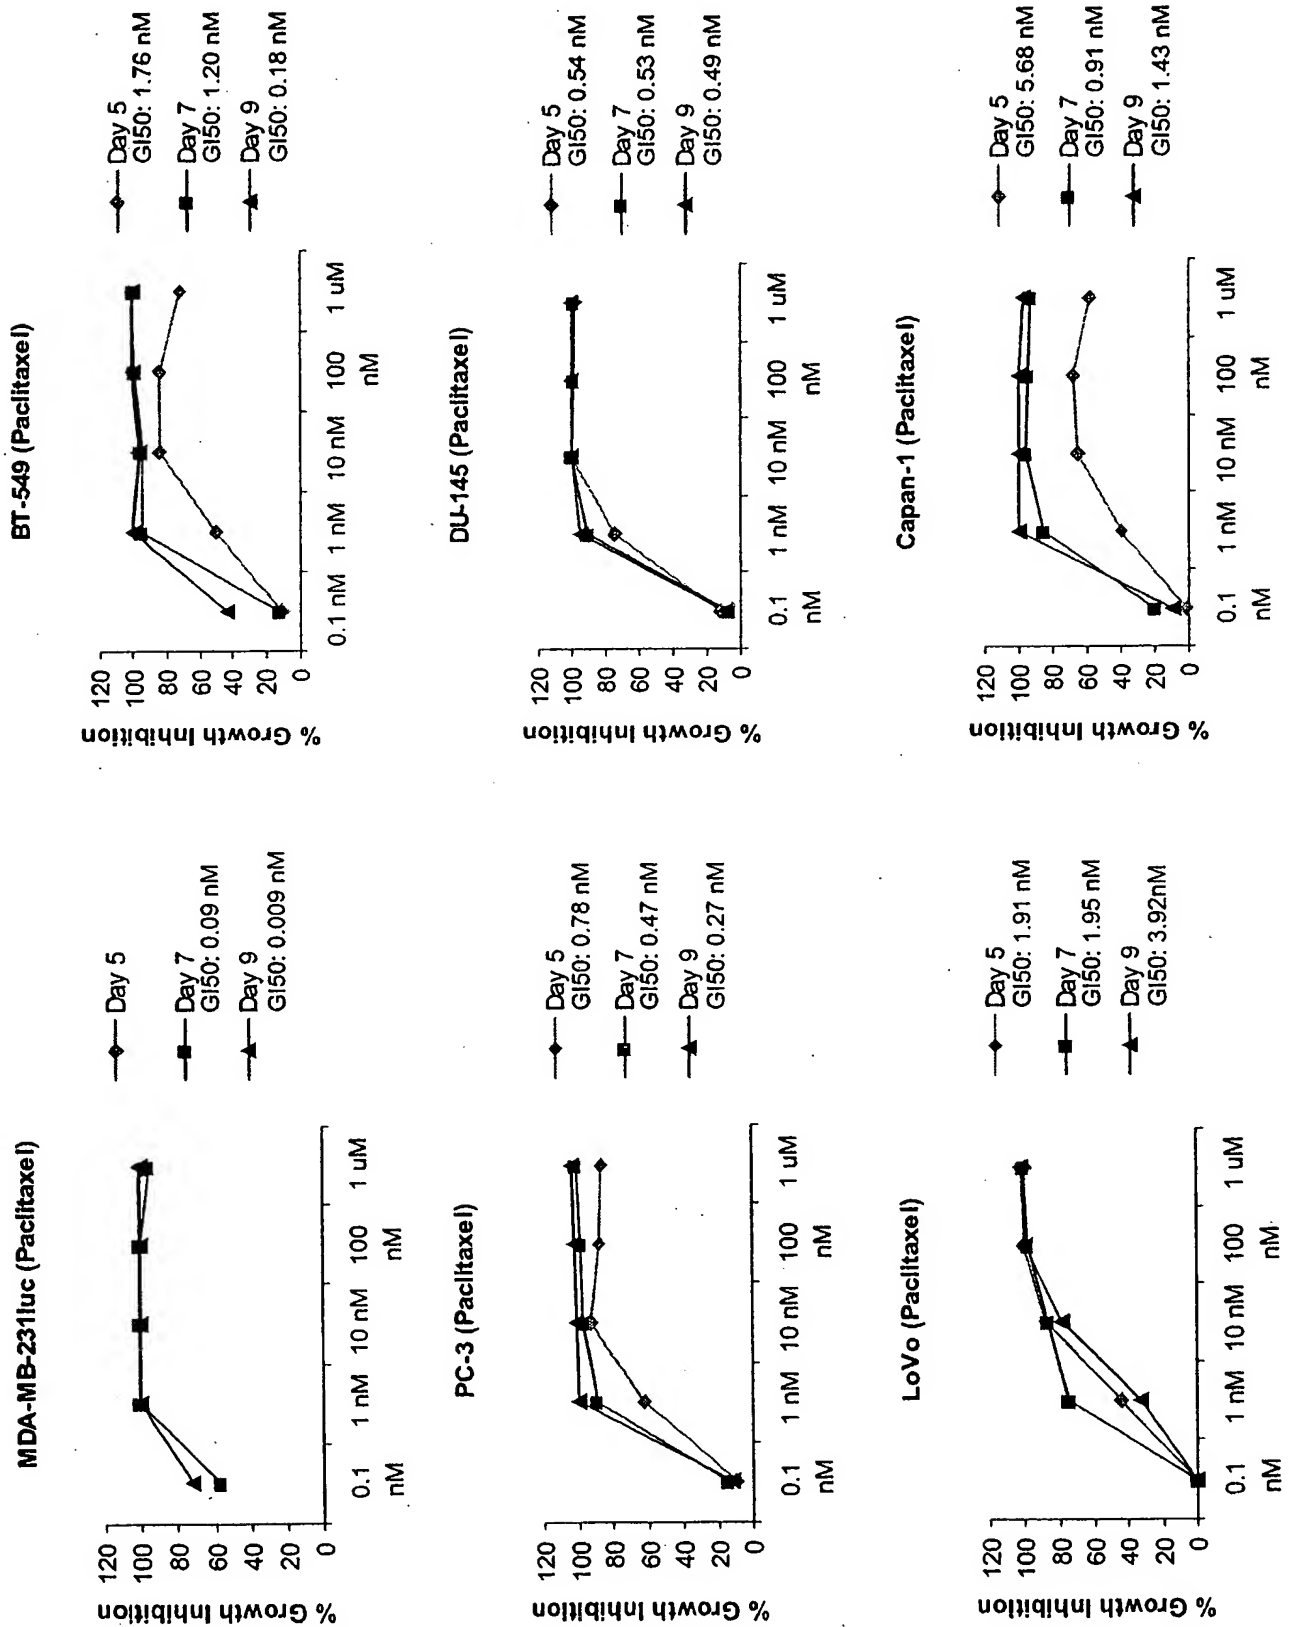 MDA-MB-231luc (Paclitaxel)
% Growth Inhibition
120
100
80
60
40
20
0
0.1 nM
1 nM
10 nM
100 nM
1 uM
Day 5
Day 7
GI50: 0.09 nM
Day 9
GI50: 0.009 nM
BT-549 (Paclitaxel)
% Growth Inhibition
120
100
80
60
40
20
0
0.1 nM
1 nM
10 nM
100 nM
1 uM
Day 5
GI50: 1.76 nM
Day 7
GI50: 1.20 nM
Day 9
GI50: 0.18 nM
PC-3 (Paclitaxel)
% Growth Inhibition
120
100
80
60
40
20
0
0.1 nM
1 nM
10 nM
100 nM
1 uM
Day 5
GI50: 0.78 nM
Day 7
GI50: 0.47 nM
Day 9
GI50: 0.27 nM
DU-145 (Paclitaxel)
% Growth Inhibition
120
100
80
60
40
20
0
0.1 nM
1 nM
10 nM
100 nM
1 uM
Day 5
GI50: 0.54 nM
Day 7
GI50: 0.53 nM
Day 9
GI50: 0.49 nM
LoVo (Paclitaxel)
% Growth Inhibition
120
100
80
60
40
20
0
0.1 nM
1 nM
10 nM
100 nM
1 uM
Day 5
GI50: 1.91 nM
Day 7
GI50: 1.95 nM
Day 9
GI50: 3.92nM
Capan-1 (Paclitaxel)
% Growth Inhibition
120
100
80
60
40
20
0
0.1 nM
1 nM
10 nM
100 nM
1 uM
Day 5
GI50: 5.68 nM
Day 7
GI50: 0.91 nM
Day 9
GI50: 1.43 nM